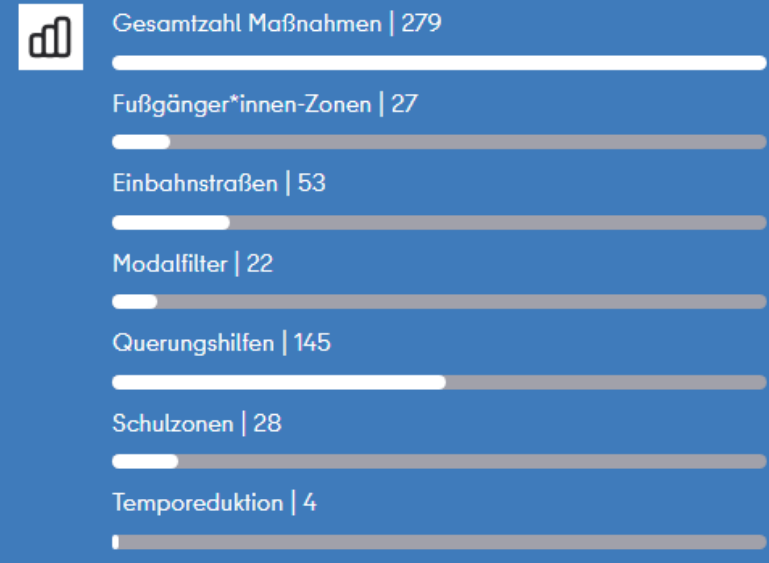 Gesamtzahl Maßnahmen | 279
Fußgänger*innen-Zonen | 27
Einbahnstraßen | 53
Modalfilter | 22
Querungshilfen | 145
Schulzonen | 28
Temporeduktion | 4